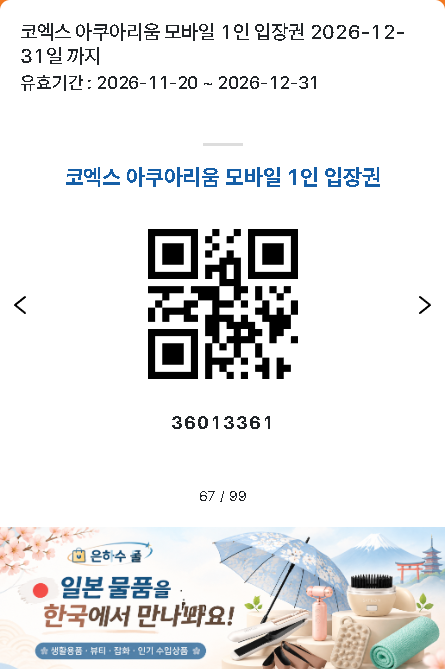 코엑스 아쿠아리움 모바일 1인 입장권 2026-12-
31일 까지
유효기간 : 2026-11-20 ~ 2026-12-31
코엑스 아쿠아리움 모바일 1인 입장권
36013361
67 / 99
은하수 몰
일본 물품을
한국에서 만나봐요!
생활용품 · 뷰티 · 잡화 · 인기 수입상품